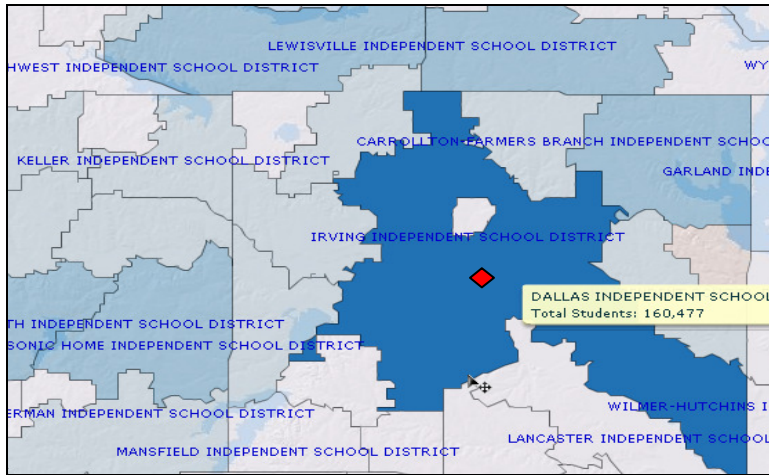 LEWISVILLE INDEPENDENT SCHOOL DISTRICT
HWEST INDEPENDENT SCHOOL DISTRICT
WY
CARROLLTON-FARMERS BRANCH INDEPENDENT SCHOO
KELLER INDEPENDENT SCHOOL DISTRICT
GARLAND INDE
IRVING INDEPENDENT SCHOOL DISTRICT
DALLAS INDEPENDENT SCHOOL
Total Students: 160,477
TH INDEPENDENT SCHOOL DISTRICT
SONIC HOME INDEPENDENT SCHOOL DISTRICT
WILMER-HUTCHINS I
ERMAN INDEPENDENT SCHOOL DISTRICT
LANCASTER INDEPENDENT SCHOOL
MANSFIELD INDEPENDENT SCHOOL DISTRICT